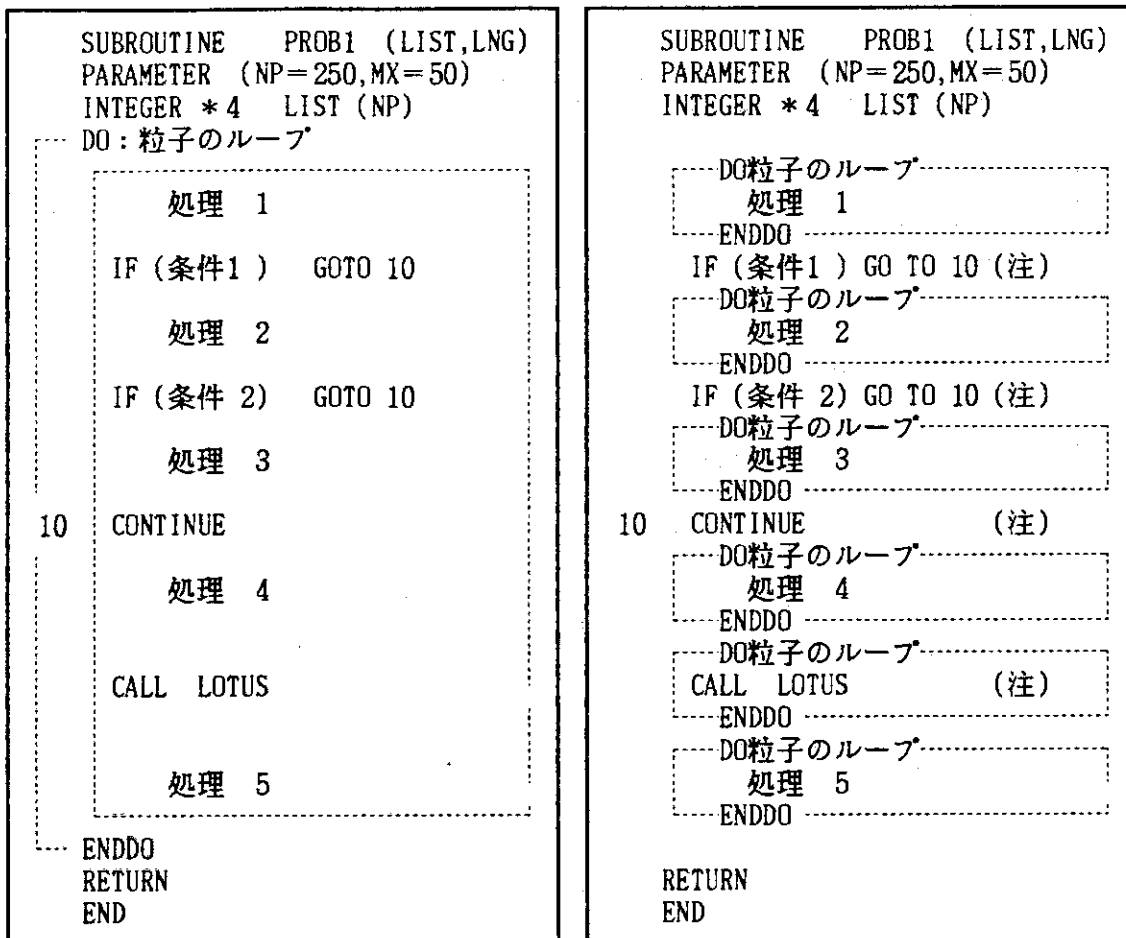 SUBROUTINE PROB1 (LIST,LNG)
PARAMETER (NP=250,MX=50)
INTEGER *4 LIST (NP)
DO:粒子のループ
処理 1
IF (条件1 ) GOTO 10
処理 2
IF (条件 2) GOTO 10
処理 3
10 CONTINUE
処理 4
CALL LOTUS
処理 5
ENDDO
RETURN
END
SUBROUTINE PROB1 (LIST,LNG)
PARAMETER (NP=250,MX=50)
INTEGER *4 LIST (NP)
DO粒子のループ
処理 1
ENDDO
IF (条件1 ) GO TO 10 (注)
DO粒子のループ
処理 2
ENDDO
IF (条件 2) GO TO 10 (注)
DO粒子のループ
処理 3
ENDDO
10 CONTINUE (注)
DO粒子のループ
処理 4
ENDDO
DO粒子のループ
CALL LOTUS (注)
ENDDO
DO粒子のループ
処理 5
ENDDO
RETURN
END